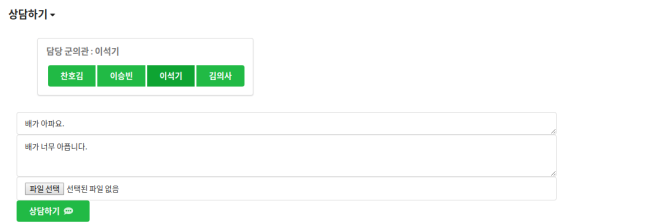 상담하기
담당 군의관 : 이석기
찬호김 이승빈 이석기 김의사
배가 아파요.
배가 너무 아픕니다.
파일 선택 선택된 파일 없음
상담하기